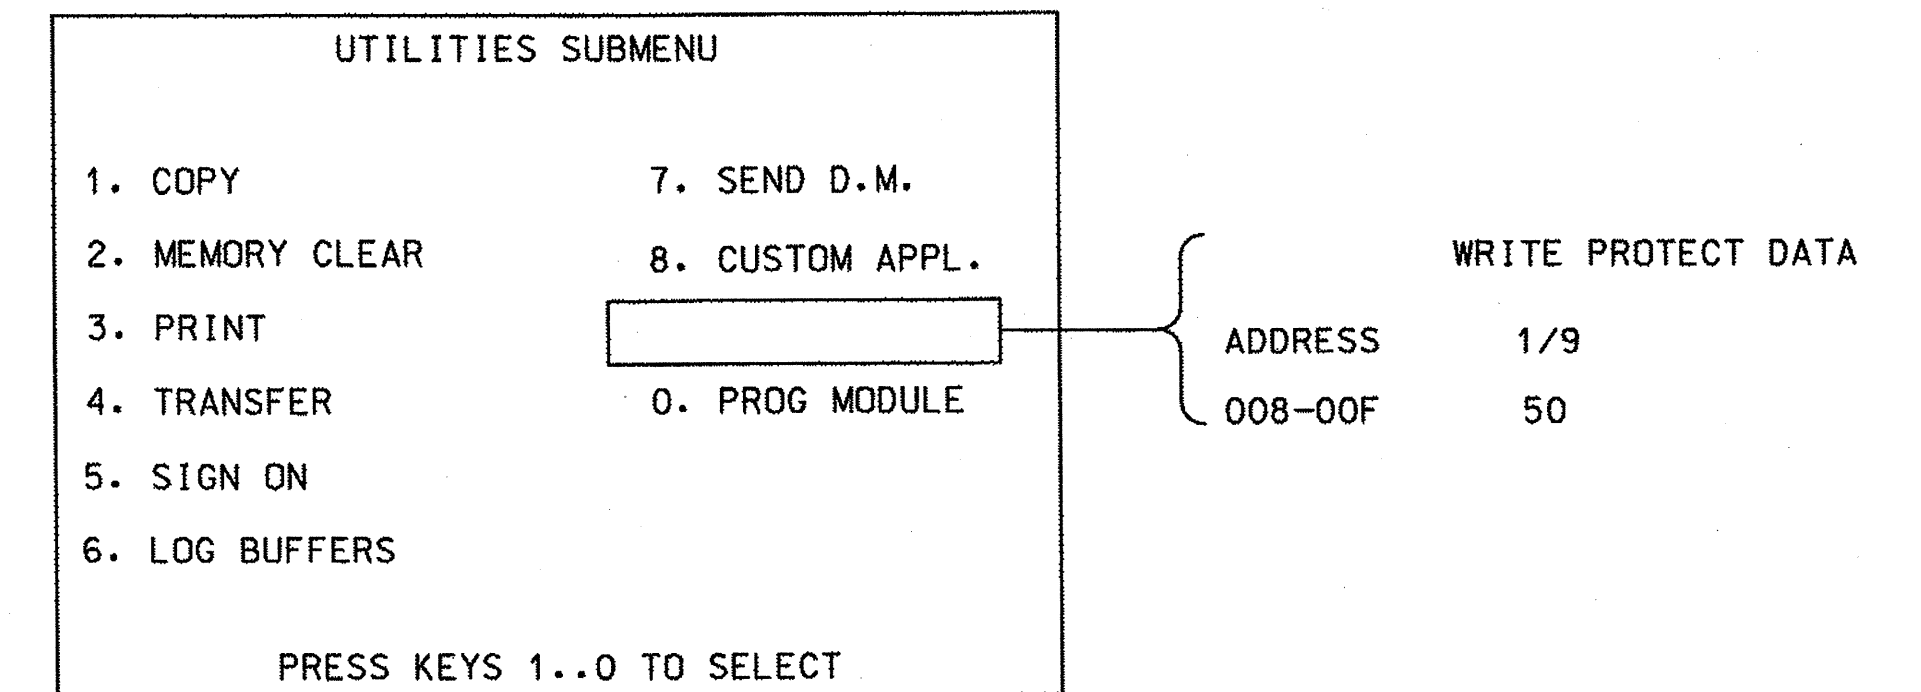 UTILITIES SUBMENU
1. COPY
2. MEMORY CLEAR
3. PRINT
4. TRANSFER
5. SIGN ON
6. LOG BUFFERS
7. SEND D.M.
8. CUSTOM APPL.
0. PROG MODULE
PRESS KEYS 1..0 TO SELECT
WRITE PROTECT DATA
ADDRESS 1/9
008-00F 50